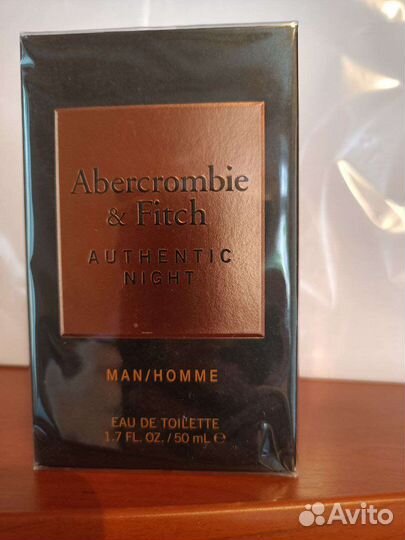 Abercrombie
& Fitch
AUTHENTIC
NIGHT
MAN/HOMME
EAU DE TOILETTE
1.7 FL. OZ. / 50 mL ℮
Avito